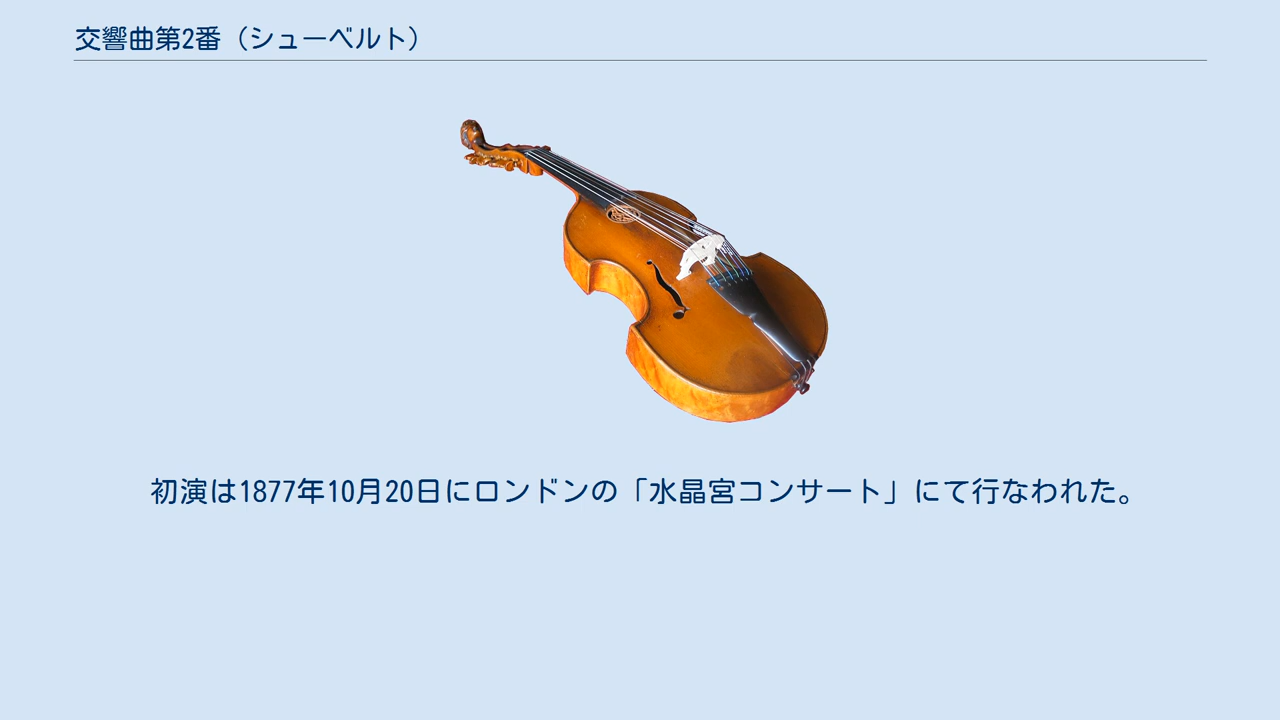 交響曲第2番（シューベルト）
初演は1877年10月20日にロンドンの「水晶宮コンサート」にて行なわれた。